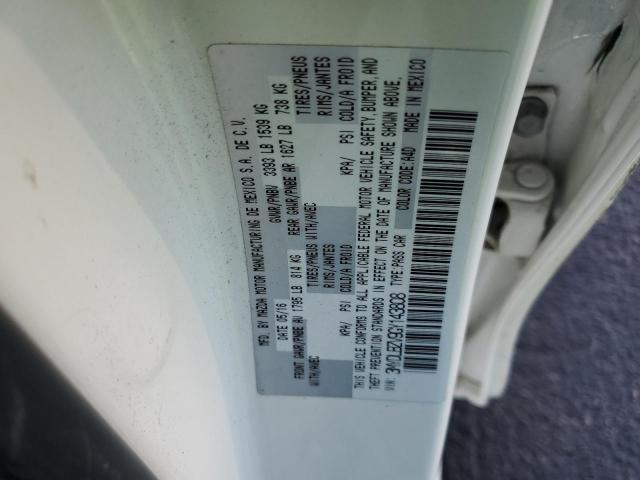 MFD. BY MAZDA MOTOR MANUFACTURING DE MEXICO S.A. DE C.V.
DATE 05/16 GVWR/PNBV 3393 LB 1539 KG
FRONT GAWR/PNBE AV 1795 LB 814 KG REAR GAWR/PNBE AR 1627 LB 738 KG
WITH/AVEC TIRES/PNEUS WITH/AVEC TIRES/PNEUS
RIMS/JANTES RIMS/JANTES
KPA/ PSI COLD/A FROID KPA/ PSI COLD/A FROID
THIS VEHICLE CONFORMS TO ALL APPLICABLE FEDERAL MOTOR VEHICLE SAFETY, BUMPER, AND
THEFT PREVENTION STANDARDS IN EFFECT ON THE DATE OF MANUFACTURE SHOWN ABOVE.
VIN: TYPE: PASS CAR COLOR CODE: A4D
MADE IN MEXICO